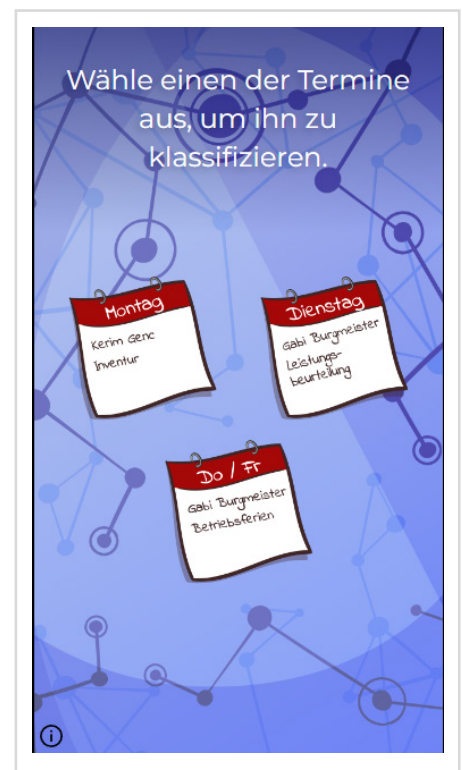 Wähle einen der Termine
aus, um ihn zu
klassifizieren.
Montag
Kerim Genc
Inventur
Dienstag
Gabi Burgmeister
Leistungs-
beurteilung
Do / Fr
Gabi Burgmeister
Betriebsferien
i